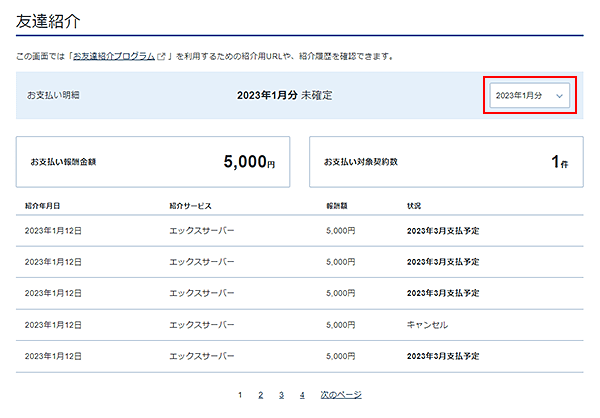 友達紹介
この画面では「お友達紹介プログラム」を利用するための紹介用URLや、紹介履歴を確認できます。
お支払い明細 2023年1月分 未確定 2023年1月分
お支払い報酬金額 5,000円 お支払い対象契約数 1件
紹介年月日 紹介サービス 報酬額 状況
2023年1月12日 エックスサーバー 5,000円 2023年3月支払予定
2023年1月12日 エックスサーバー 5,000円 2023年3月支払予定
2023年1月12日 エックスサーバー 5,000円 2023年3月支払予定
2023年1月12日 エックスサーバー 5,000円 キャンセル
2023年1月12日 エックスサーバー 5,000円 2023年3月支払予定
1 2 3 4 次のページ